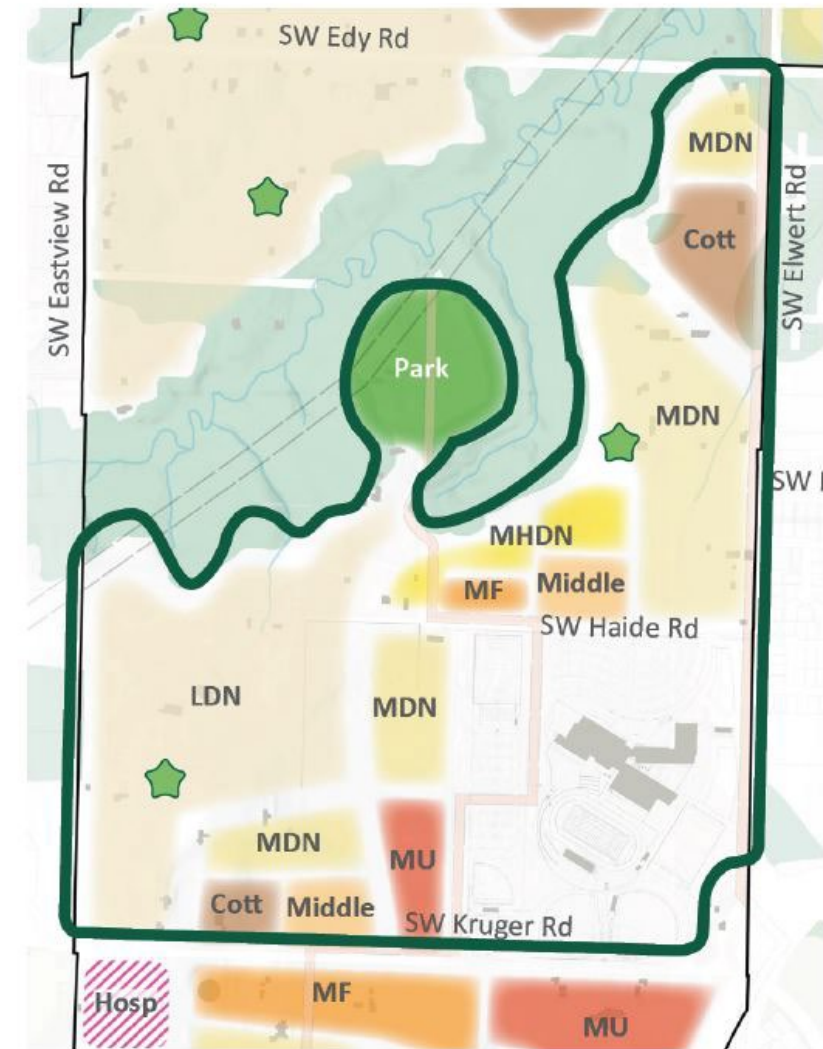 SW Edy Rd
MDN
SW Eastview Rd
Cott
SW Elwert Rd
Park
MDN
SW
MHDN
MF
Middle
SW Haide Rd
LDN
MDN
MDN
MU
Cott
Middle
SW Kruger Rd
Hosp
MF
MU